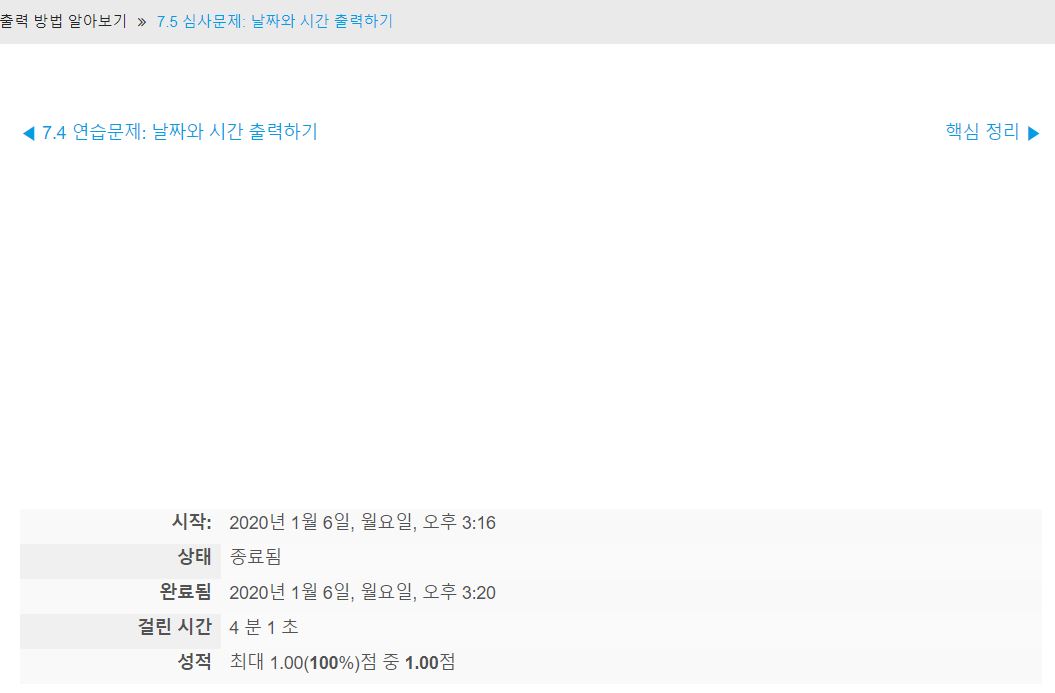 출력 방법 알아보기 » 7.5 심사문제: 날짜와 시간 출력하기
◀ 7.4 연습문제: 날짜와 시간 출력하기 핵심 정리 ▶
시작: 2020년 1월 6일, 월요일, 오후 3:16
상태 종료됨
완료됨 2020년 1월 6일, 월요일, 오후 3:20
걸린 시간 4 분 1 초
성적 최대 1.00(100%)점 중 1.00점